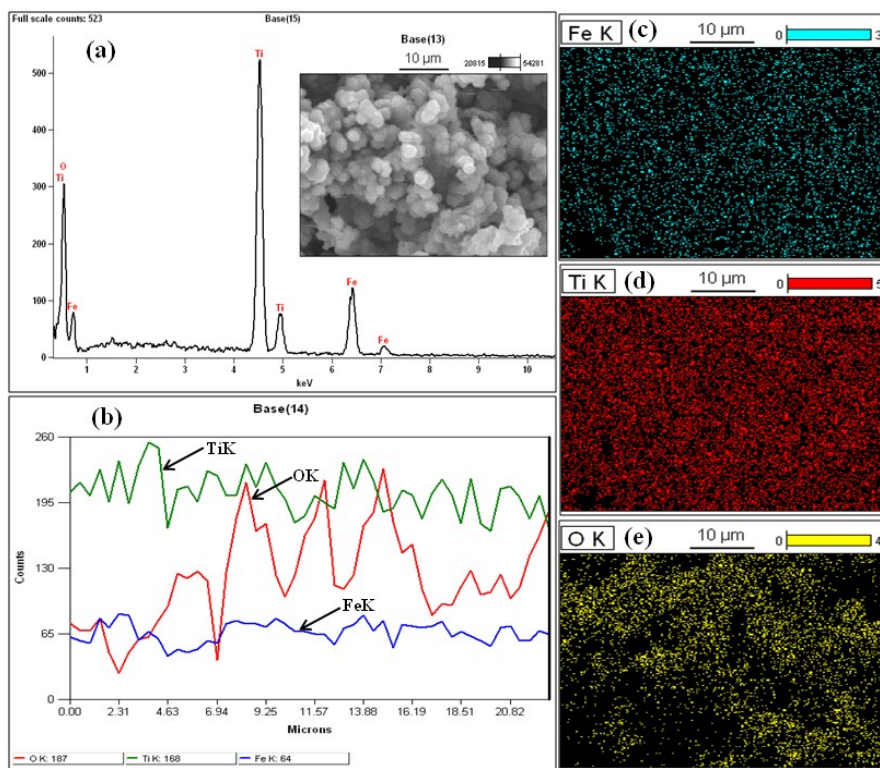 Full scale counts: 523
Base(15)
(a)
Base(13)
10 µm
20815
54281
500
400
300
200
100
0
O
Ti
Fe
Ti
Ti
Fe
Fe
1 2 3 4 5 6 7 8 9 10
keV
(b)
Base(14)
260
195
130
65
0
Counts
TiK
OK
FeK
0.00 2.31 4.63 6.94 9.25 11.57 13.88 16.19 18.51 20.82
Microns
O K: 187 Ti K: 168 Fe K: 64
Fe K (c)
10 µm
0 3
Ti K (d)
10 µm
0 5
O K (e)
10 µm
0 4